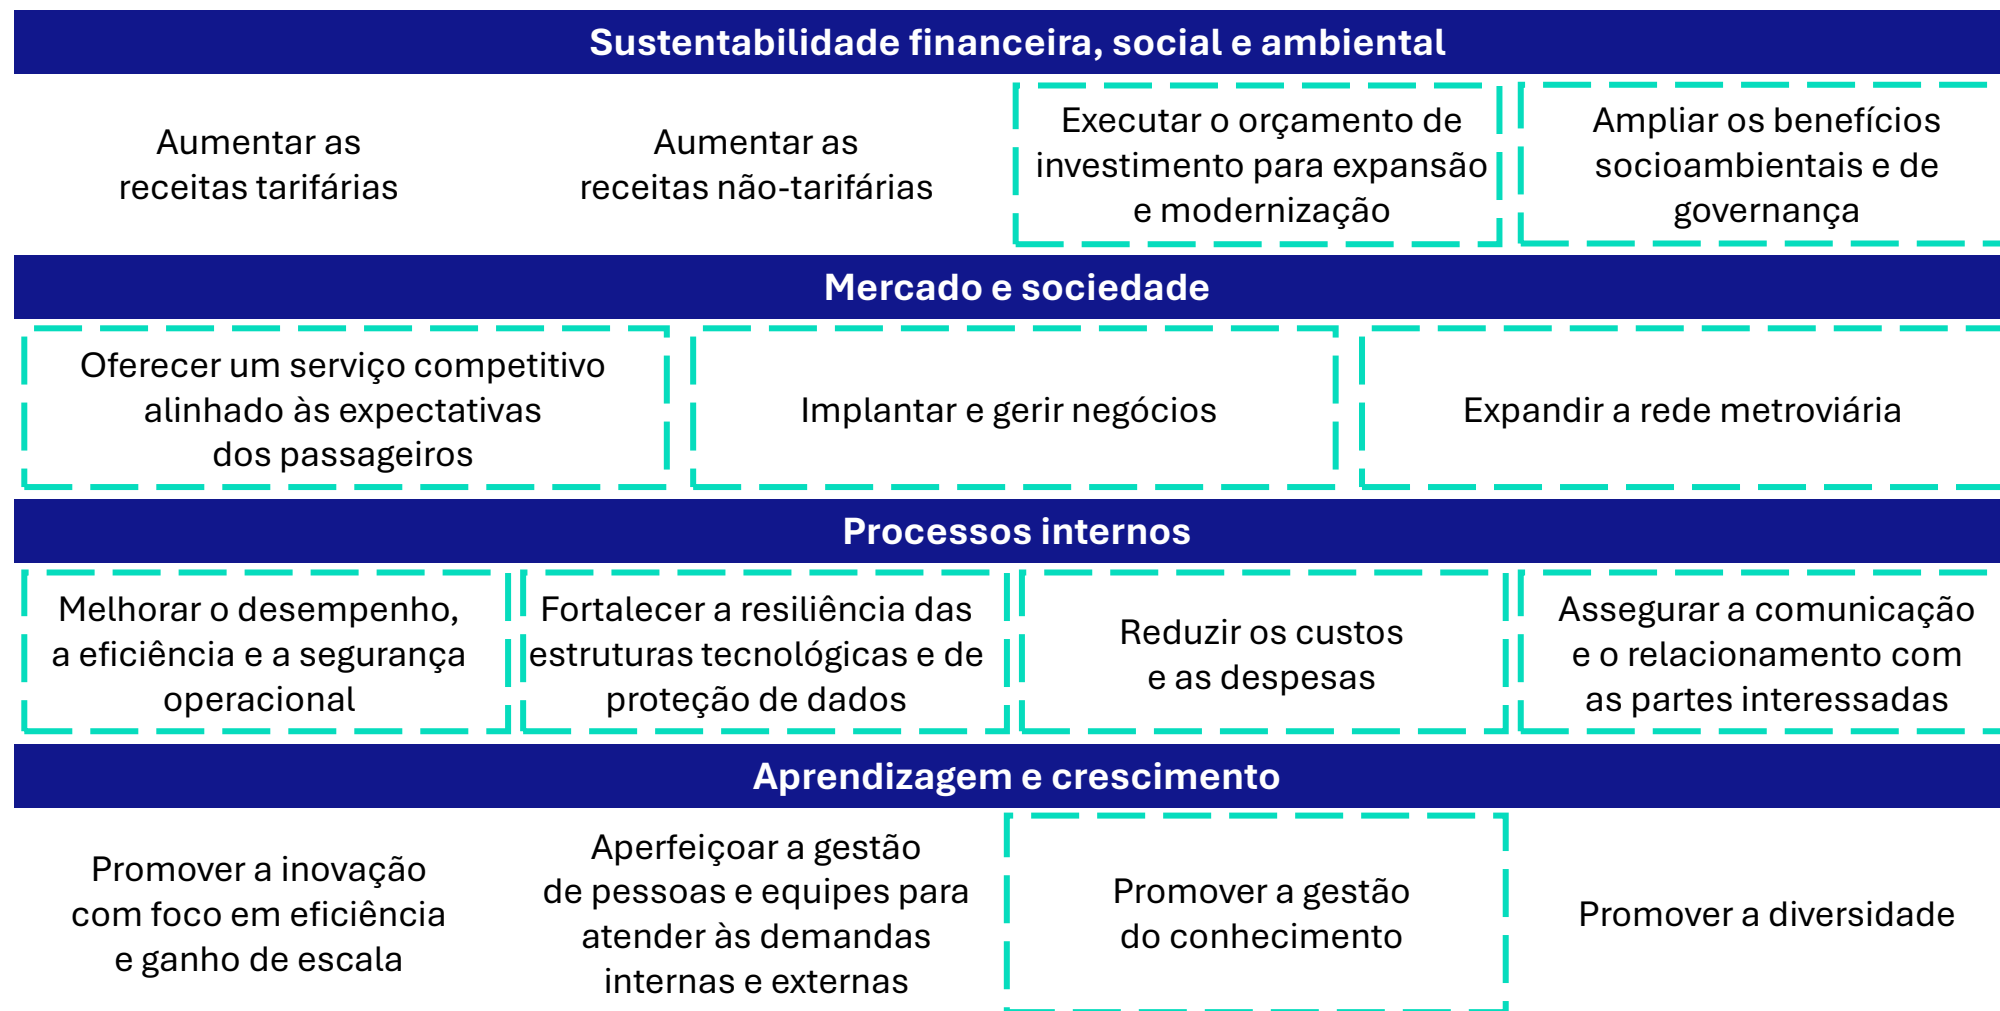 Sustentabilidade financeira, social e ambiental
Aumentar as
receitas tarifárias
Aumentar as
receitas não-tarifárias
Executar o orçamento de
investimento para expansão
e modernização
Ampliar os benefícios
socioambientais e de
governança
Mercado e sociedade
Oferecer um serviço competitivo
alinhado às expectativas
dos passageiros
Implantar e gerir negócios
Expandir a rede metroviária
Processos internos
Melhorar o desempenho,
a eficiência e a segurança
operacional
Fortalecer a resiliência das
estruturas tecnológicas e de
proteção de dados
Reduzir os custos
e as despesas
Assegurar a comunicação
e o relacionamento com
as partes interessadas
Aprendizagem e crescimento
Promover a inovação
com foco em eficiência
e ganho de escala
Aperfeiçoar a gestão
de pessoas e equipes para
atender às demandas
internas e externas
Promover a gestão
do conhecimento
Promover a diversidade